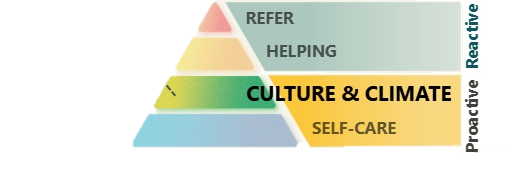 REFER
HELPING
CULTURE & CLIMATE
SELF-CARE
Reactive
Proactive